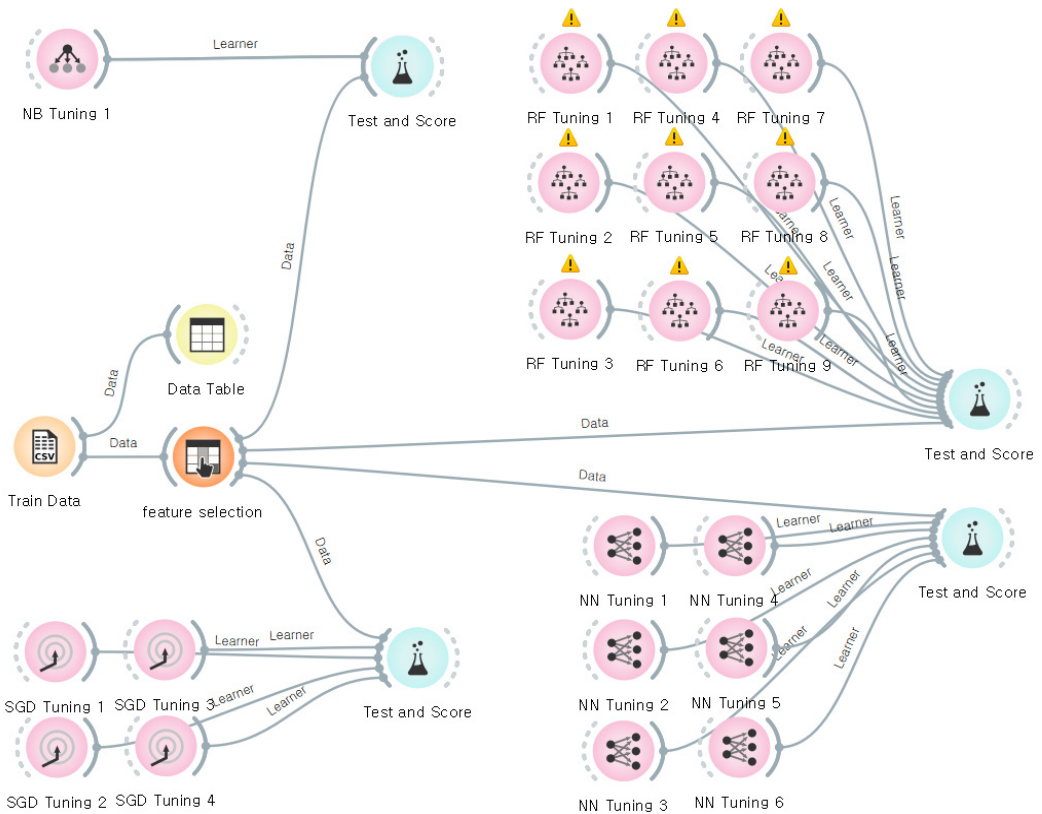 Learner
NB Tuning 1
Test and Score
RF Tuning 1
RF Tuning 4
RF Tuning 7
RF Tuning 2
RF Tuning 5
RF Tuning 8
RF Tuning 3
RF Tuning 6
RF Tuning 9
Learner
Learner
Learner
Learner
Learner
Learner
Learner
Learner
Data
Data
Data Table
Data
CSV
Train Data
feature selection
Data
Test and Score
Data
Data
Learner
Learner
NN Tuning 1
NN Tuning 4
Learner
Learner
Test and Score
NN Tuning 2
NN Tuning 5
Learner
Learner
NN Tuning 3
NN Tuning 6
Learner
Learner
SGD Tuning 1
SGD Tuning 3
Learner
Learner
Test and Score
SGD Tuning 2
SGD Tuning 4